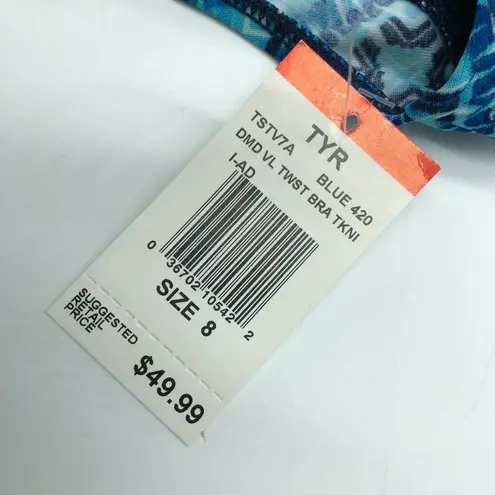 TYR
TSTV7A BLUE 420
DMD VL TWST BRA TKNI
I-AD
0 36702 10542 2
SIZE 8
SUGGESTED
RETAIL
PRICE
$49.99